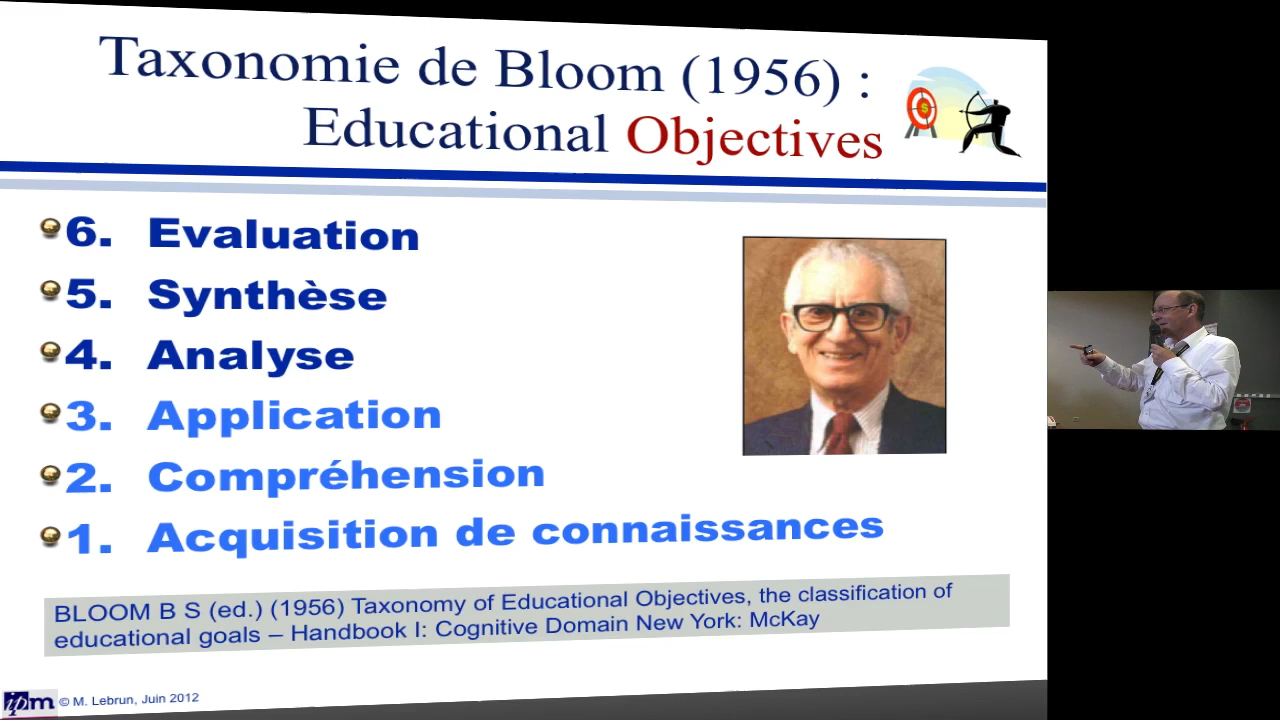 Taxonomie de Bloom (1956) :
Educational Objectives
6. Evaluation
5. Synthèse
4. Analyse
3. Application
2. Compréhension
1. Acquisition de connaissances
BLOOM B S (ed.) (1956) Taxonomy of Educational Objectives, the classification of
educational goals – Handbook I: Cognitive Domain New York: McKay
ipm © M. Lebrun, Juin 2012